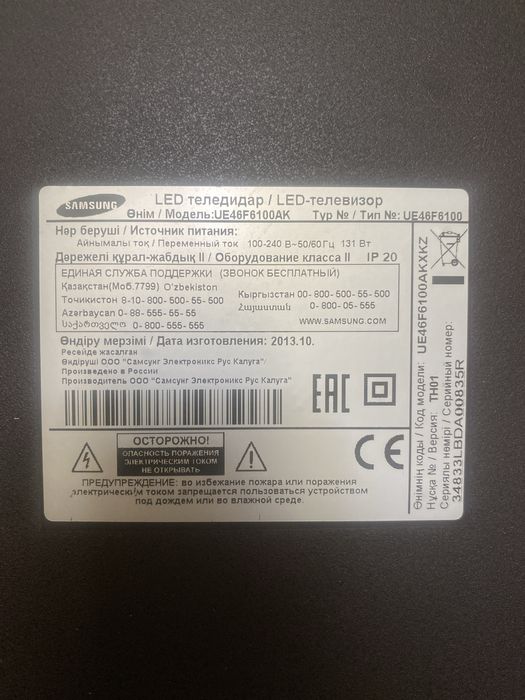 SAMSUNG
LED теледидар / LED-телевизор
Өнім / Модель:UE46F6100AK Түр № / Тип №: UE46F6100
Нәр беруші / Источник питания:
Айнымалы ток / Переменный ток 100-240 В~50/60Гц 131 Вт
Дәрежелі құрал-жабдық II / Оборудование класса II IP 20
ЕДИНАЯ СЛУЖБА ПОДДЕРЖКИ (ЗВОНОК БЕСПЛАТНЫЙ)
Қазақстан(Моб.7799) O'zbekiston
Кыргызстан 00-800-500-55-500
Точикистон 8-10-800-500-55-500
Հայաստան 0-800-05-555
Azərbaycan 0-88-555-55-55
საქართველო 0-800-555-555
WWW.SAMSUNG.COM
Өндіру мерзімі / Дата изготовления: 2013.10.
Ресейде жасалған
Өндіруші ООО "Самсунг Электроникс Рус Калуга"/
Произведено в России
Производитель ООО "Самсунг Электроникс Рус Калуга"
EAC
ОСТОРОЖНО!
ОПАСНОСТЬ ПОРАЖЕНИЯ
ЭЛЕКТРИЧЕСКИМ ТОКОМ
НЕ ОТКРЫВАТЬ
CE
ПРЕДУПРЕЖДЕНИЕ: во избежание пожара или поражения
электрическим током запрещается пользоваться устройством
под дождем или во влажной среде.
Өнімнің коды / Код модели: UE46F6100AKXKZ
Нұсқа № / Версия: TH01
Сериялы нөмірі / Серийный номер:
34833LBDA00835R